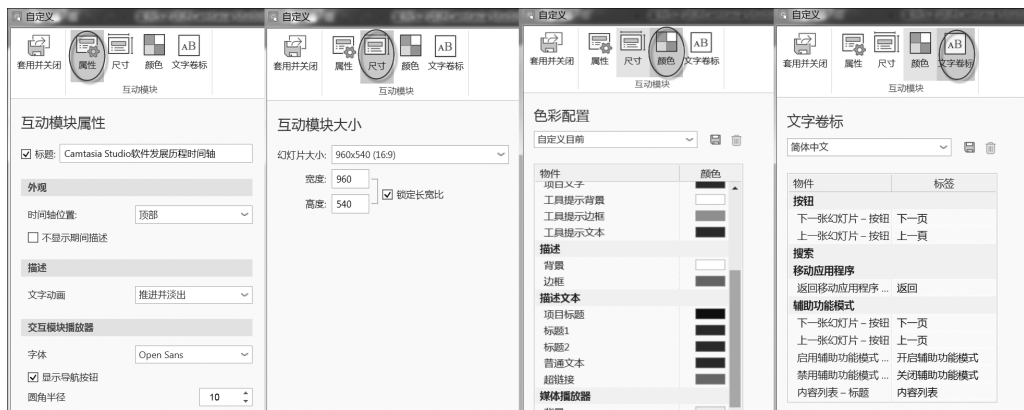 自定义
套用并关闭 属性 尺寸 颜色 文字卷标
互动模块
互动模块属性
标题: Camtasia Studio软件发展历程时间轴
外观
时间轴位置: 顶部
不显示期间描述
描述
文字动画 推进并淡出
交互模块播放器
字体 Open Sans
显示导航按钮
圆角半径 10
自定义
套用并关闭 属性 尺寸 颜色 文字卷标
互动模块
互动模块大小
幻灯片大小: 960x540 (16:9)
宽度: 960
锁定长宽比
高度: 540
自定义
套用并关闭 属性 尺寸 颜色 文字卷标
互动模块
色彩配置
自定义目前
物件 颜色
项目文字
工具提示背景
工具提示边框
工具提示文本
描述
背景
边框
描述文本
项目标题
标题1
标题2
普通文本
超链接
媒体播放器
自定义
套用并关闭 属性 尺寸 颜色 文字卷标
互动模块
文字卷标
简体中文
物件 标签
按钮
下一张幻灯片 – 按钮 下一页
上一张幻灯片 – 按钮 上一頁
搜索
移动应用程序
返回移动应用程序 ... 返回
辅助功能模式
下一张幻灯片 – 按钮 下一页
上一张幻灯片 – 按钮 上一页
启用辅助功能模式 ... 开启辅助功能模式
禁用辅助功能模式 ... 关闭辅助功能模式
内容列表 – 标题 内容列表